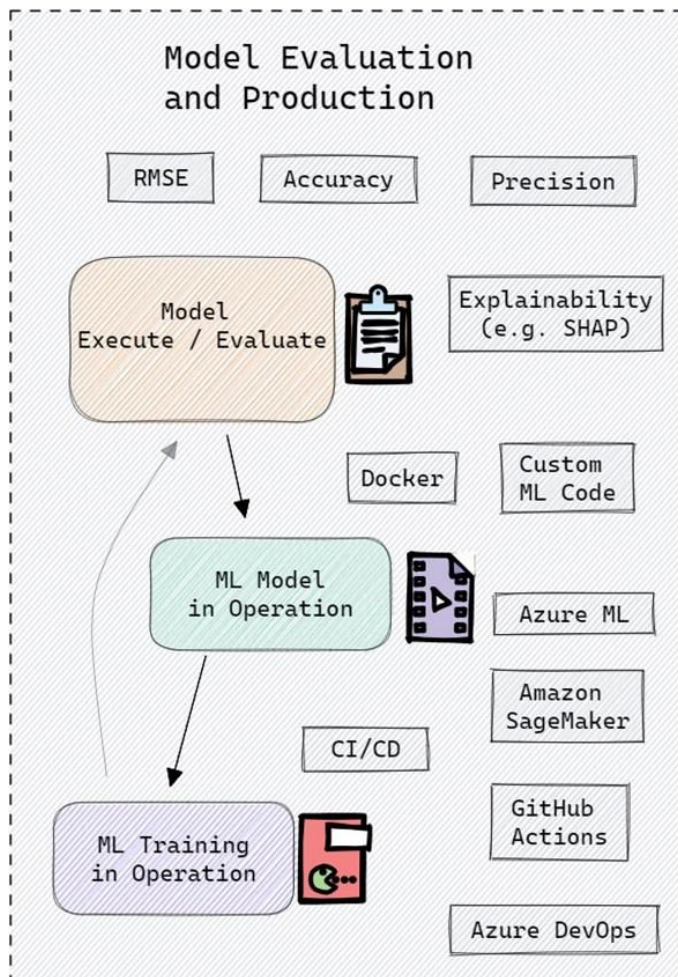 Model Evaluation
and Production
RMSE
Accuracy
Precision
Model
Execute / Evaluate
Explainability
(e.g. SHAP)
Docker
Custom
ML Code
ML Model
in Operation
Azure ML
Amazon
SageMaker
CI/CD
GitHub
Actions
ML Training
in Operation
Azure DevOps